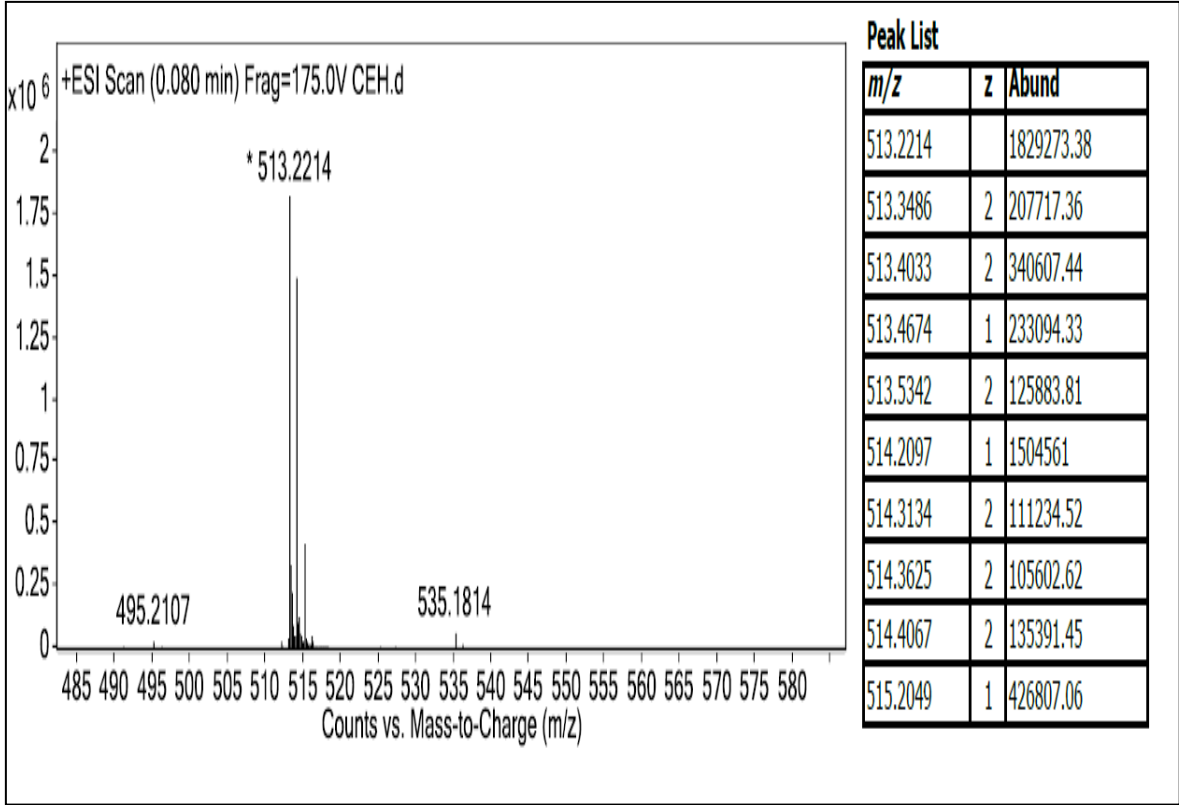 +ESI Scan (0.080 min) Frag=175.0V CEH.d
x10 6
2
1.75
1.5
1.25
1
0.75
0.5
0.25
0
* 513.2214
495.2107
535.1814
485 490 495 500 505 510 515 520 525 530 535 540 545 550 555 560 565 570 575 580
Counts vs. Mass-to-Charge (m/z)
Peak List
m/z z Abund
513.2214 1829273.38
513.3486 2 207717.36
513.4033 2 340607.44
513.4674 1 233094.33
513.5342 2 125883.81
514.2097 1 1504561
514.3134 2 111234.52
514.3625 2 105602.62
514.4067 2 135391.45
515.2049 1 426807.06